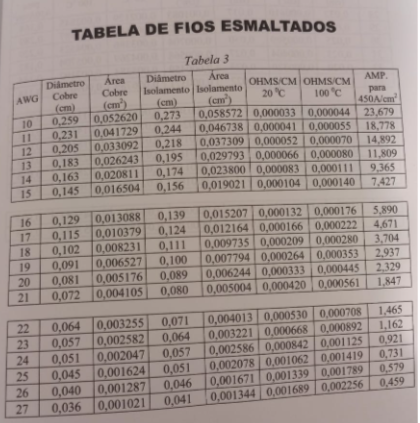 TABELA DE FIOS ESMALTADOS
Tabela 3
AWG Diâmetro Cobre (cm) Área Cobre (cm²) Diâmetro Isolamento (cm) Área Isolamento (cm²) OHMS/CM 20 ºC OHMS/CM 100 ºC AMP. para 450A/cm²
10 0,259 0,052620 0,273 0,058572 0,000033 0,000044 23,679
11 0,231 0,041729 0,244 0,046738 0,000041 0,000055 18,778
12 0,205 0,033092 0,218 0,037309 0,000052 0,000070 14,892
13 0,183 0,026243 0,195 0,029793 0,000066 0,000080 11,809
14 0,163 0,020811 0,174 0,023800 0,000083 0,000111 9,365
15 0,145 0,016504 0,156 0,019021 0,000104 0,000140 7,427
16 0,129 0,013088 0,139 0,015207 0,000132 0,000176 5,890
17 0,115 0,010379 0,124 0,012164 0,000166 0,000222 4,671
18 0,102 0,008231 0,111 0,009735 0,000209 0,000280 3,704
19 0,091 0,006527 0,100 0,007794 0,000264 0,000353 2,937
20 0,081 0,005176 0,089 0,006244 0,000333 0,000445 2,329
21 0,072 0,004105 0,080 0,005004 0,000420 0,000561 1,847
22 0,064 0,003255 0,071 0,004013 0,000530 0,000708 1,465
23 0,057 0,002582 0,064 0,003221 0,000668 0,000892 1,162
24 0,051 0,002047 0,057 0,002586 0,000842 0,001125 0,921
25 0,045 0,001624 0,051 0,002078 0,001062 0,001419 0,731
26 0,040 0,001287 0,046 0,001671 0,001339 0,001789 0,579
27 0,036 0,001021 0,041 0,001344 0,001689 0,002256 0,459